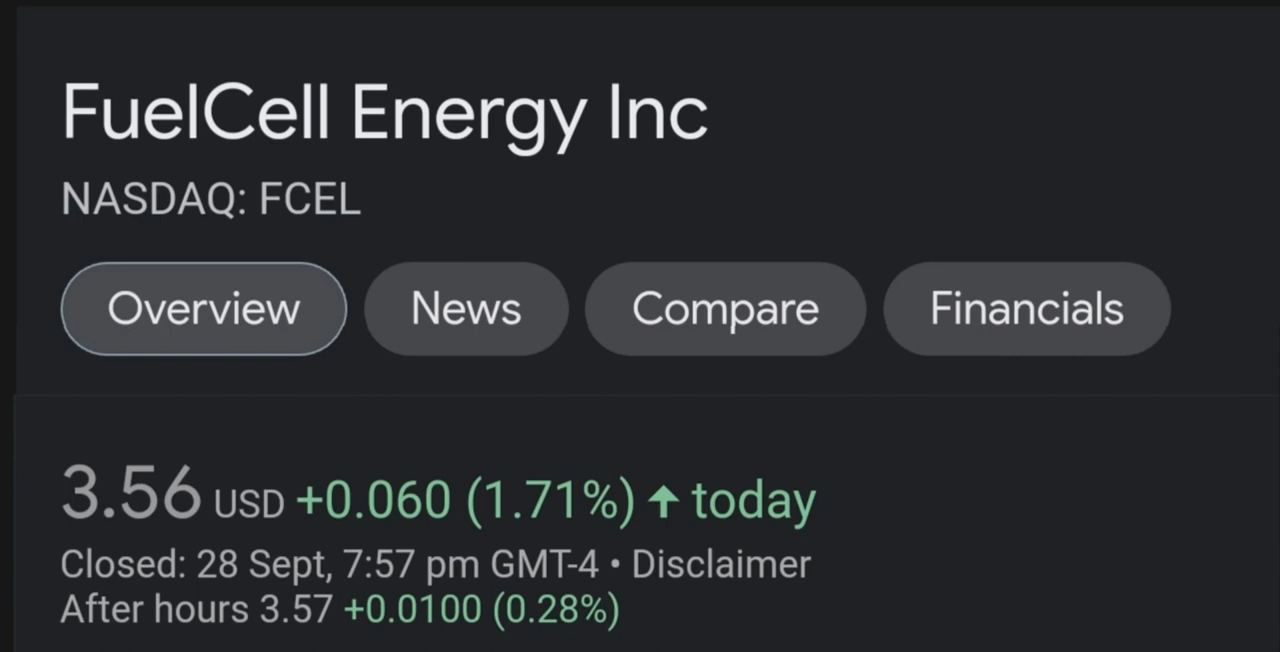 FuelCell Energy Inc
NASDAQ: FCEL
Overview News Compare Financials
3.56 USD +0.060 (1.71%) ↑ today
Closed: 28 Sept, 7:57 pm GMT-4 • Disclaimer
After hours 3.57 +0.0100 (0.28%)